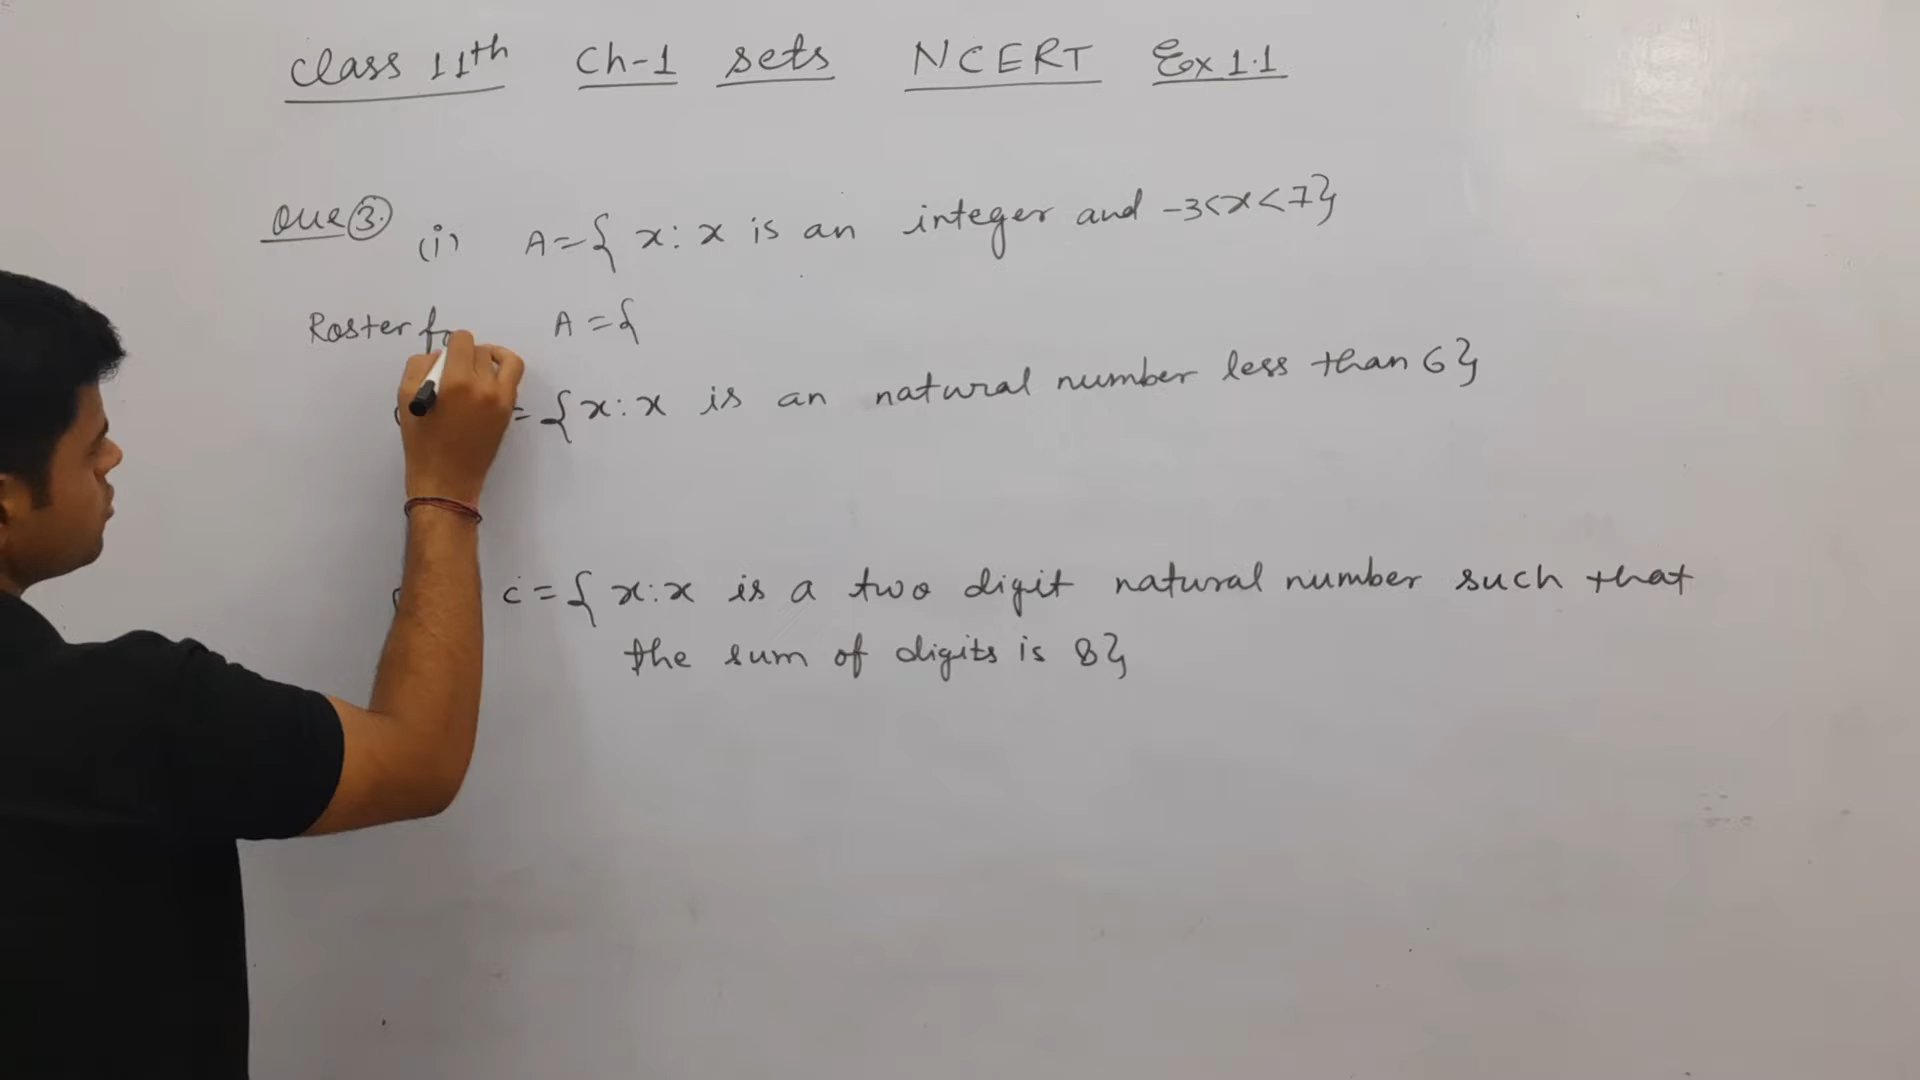 Class 11th Ch-1 sets NCERT Ex 1.1
Que 3. (i) A={ x: x is an integer and -3<x<7}
Roster A={
={x:x is an natural number less than 6}
C={ x:x is a two digit natural number such that
the sum of digits is 8}